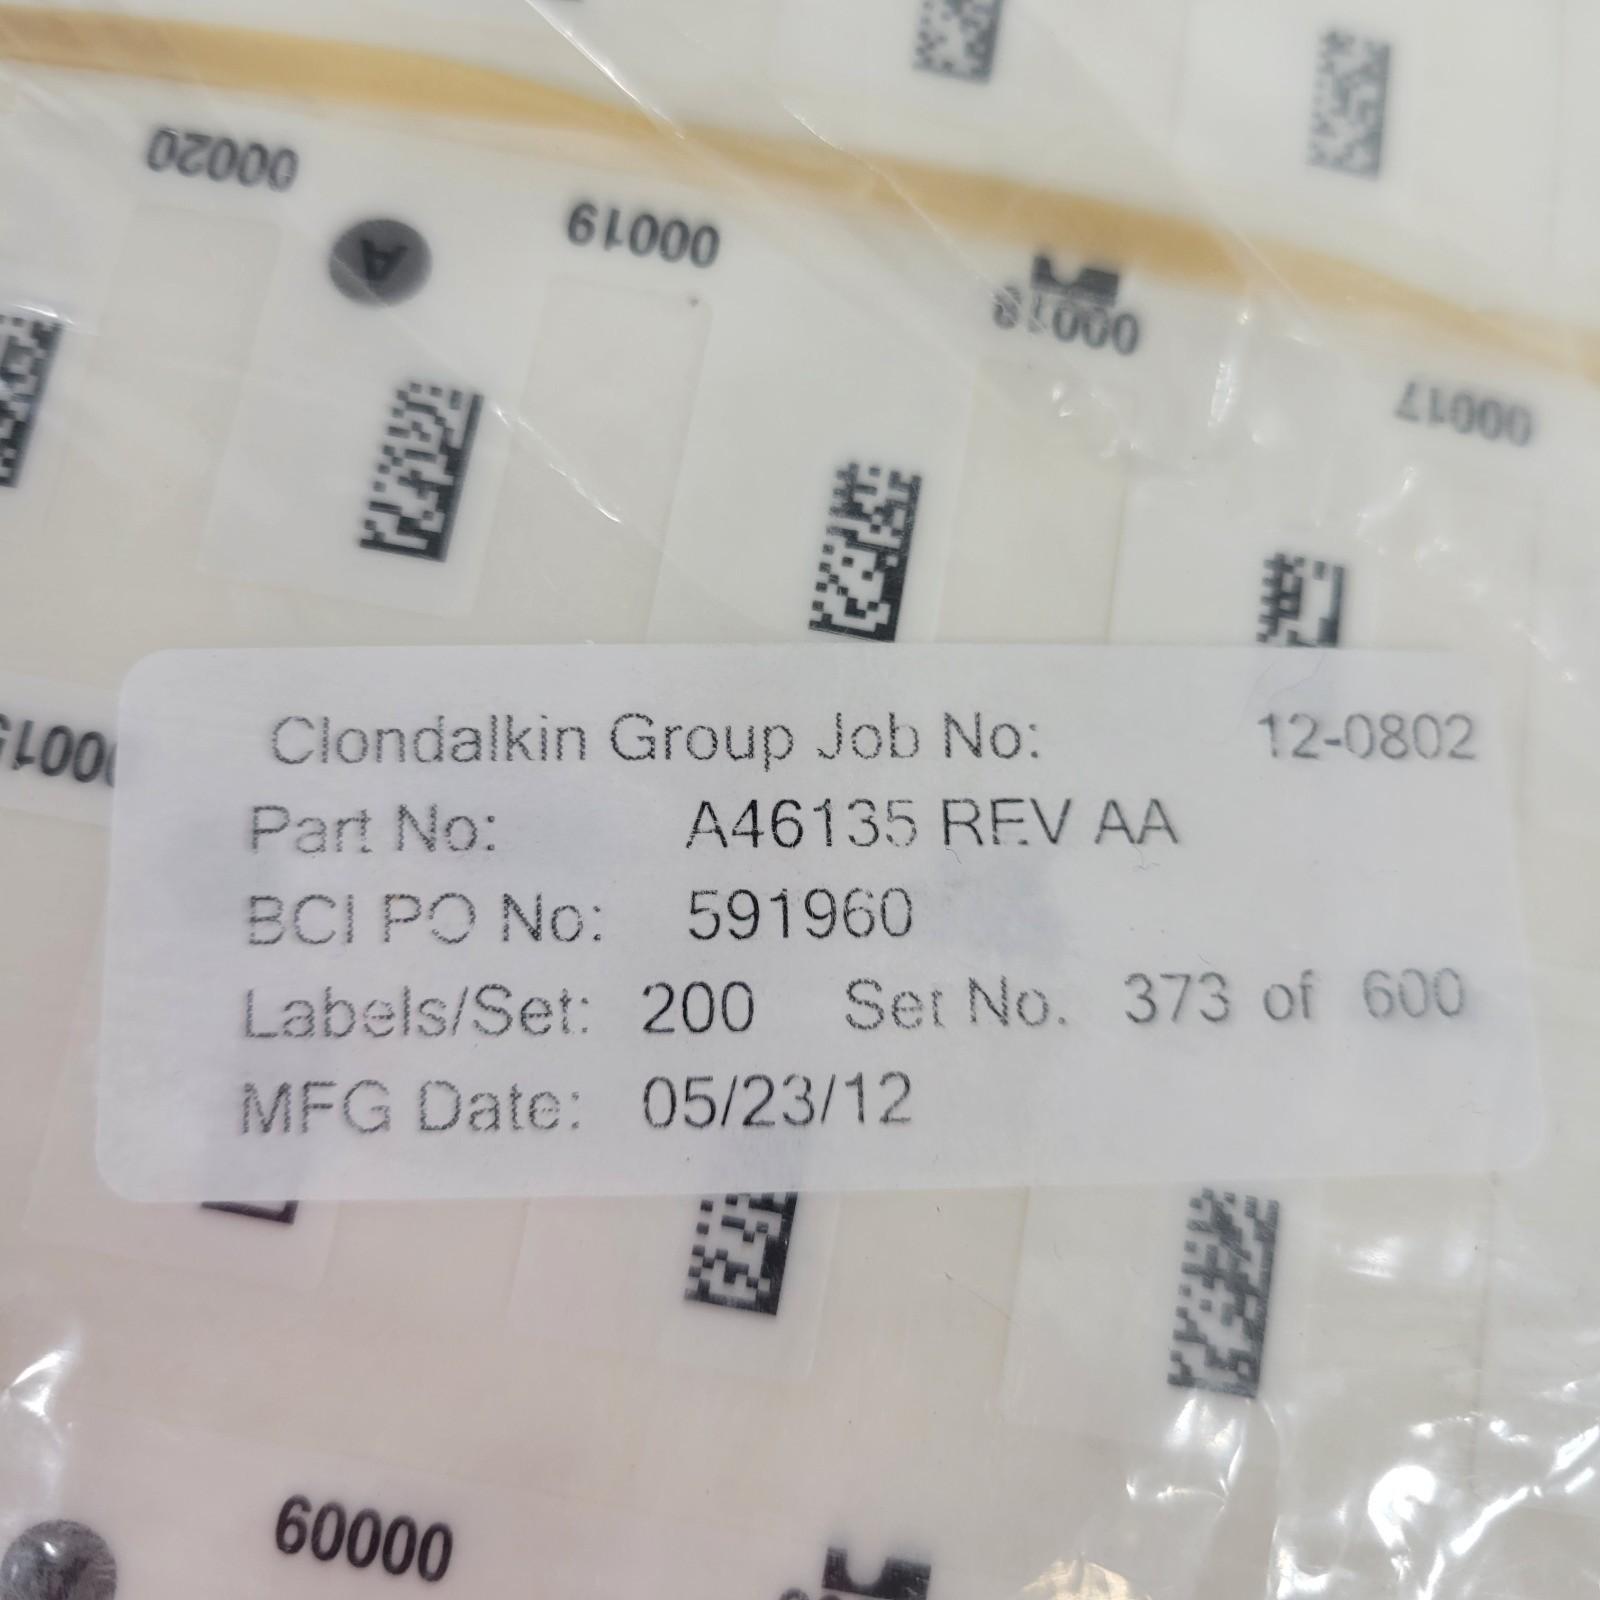 00020
A
00019
00018
00017
Clondalkin Group Job No: 12-0802
Part No: A46135 REV AA
BCI PO No: 591960
Labels/Set: 200 Set No. 373 of 600
MFG Date: 05/23/12
00009